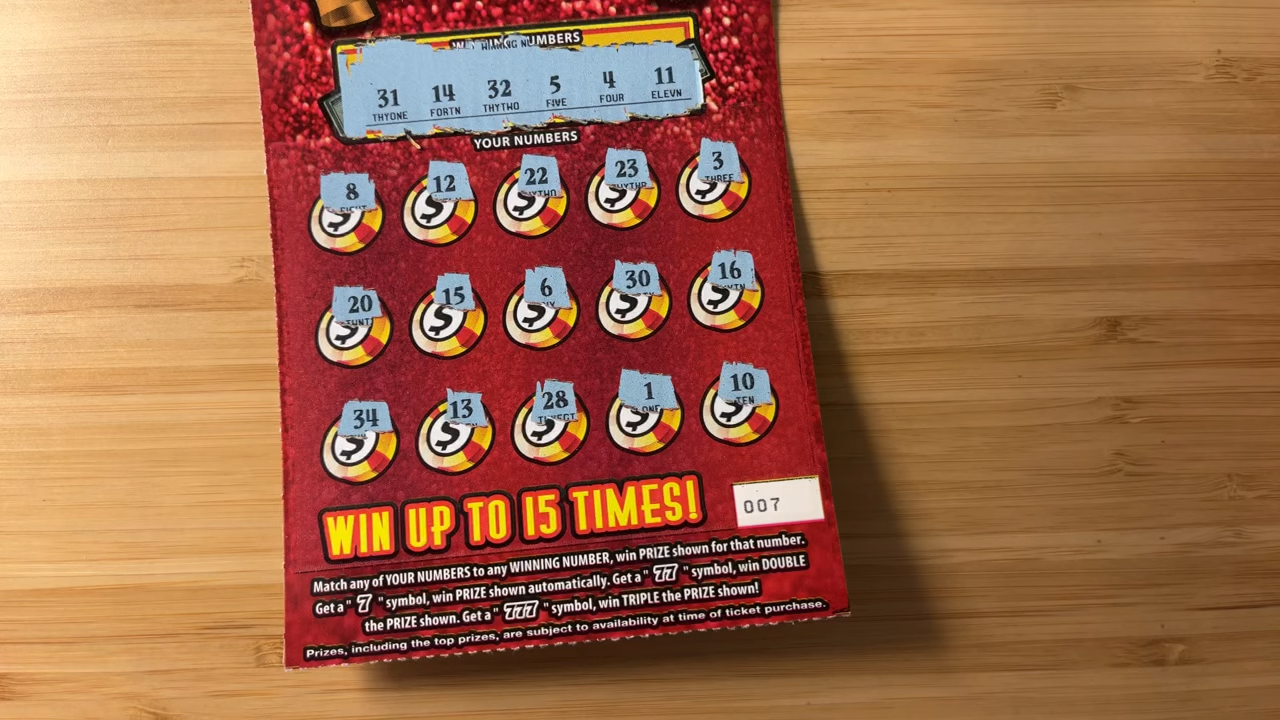 WINNING NUMBERS
31 14 32 5 4 11
THYONE FORTN THYTWO FIVE FOUR ELEVN
YOUR NUMBERS
8 12 22 23 3
THREE
20 15 6 30 16
34 13 28 1 10
ONE TEN
WIN UP TO 15 TIMES!
007
Match any of YOUR NUMBERS to any WINNING NUMBER, win PRIZE shown for that number.
Get a "7" symbol, win PRIZE shown automatically. Get a "77" symbol, win DOUBLE
the PRIZE shown. Get a "777" symbol, win TRIPLE the PRIZE shown!
Prizes, including the top prizes, are subject to availability at time of ticket purchase.